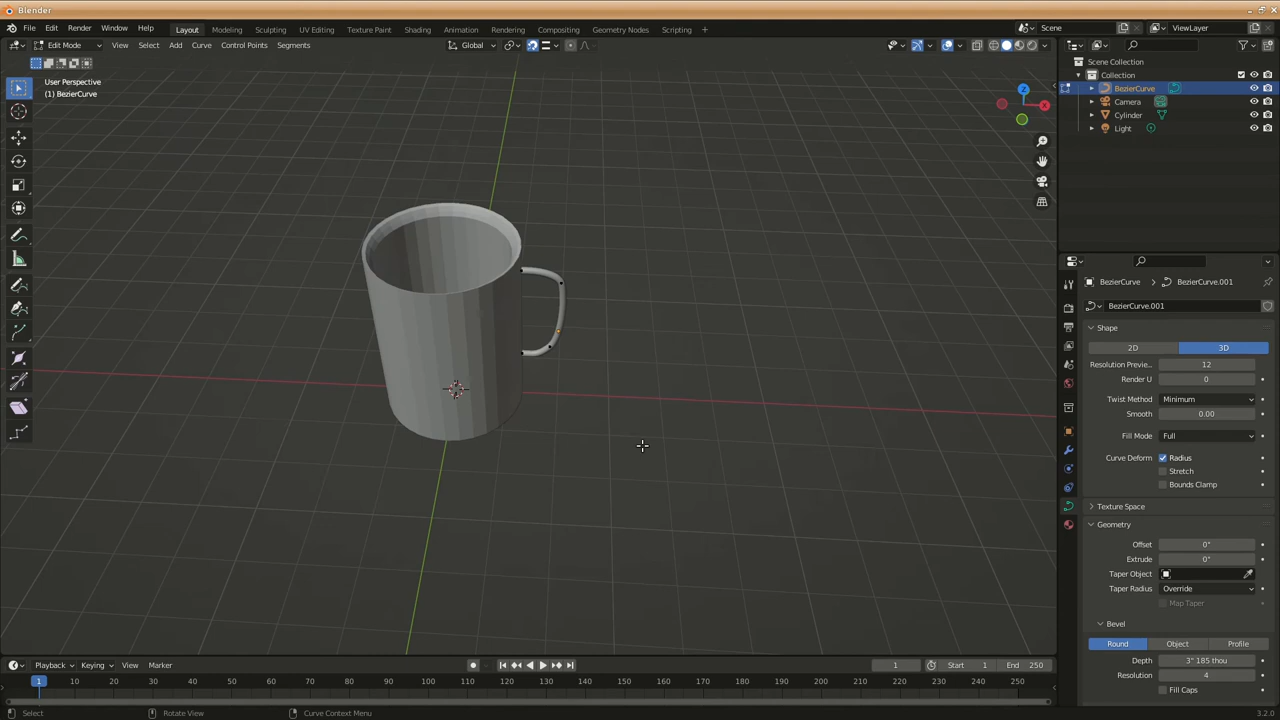 Blender
File Edit Render Window Help
Layout Modeling Sculpting UV Editing Texture Paint Shading Animation Rendering Compositing Geometry Nodes Scripting
Scene ViewLayer
Edit Mode View Select Add Curve Control Points Segments
Global
User Perspective
(1) BezierCurve
Z
X
Scene Collection
Collection
BezierCurve
Camera
Cylinder
Light
BezierCurve BezierCurve.001
BezierCurve.001
Shape
2D 3D
Resolution Previe... 12
Render U 0
Twist Method Minimum
Smooth 0.00
Fill Mode Full
Curve Deform Radius
Stretch
Bounds Clamp
Texture Space
Geometry
Offset 0"
Extrude 0"
Taper Object
Taper Radius Override
Map Taper
Bevel
Round Object Profile
Depth 3" 185 thou
Resolution 4
Fill Caps
Playback Keying View Marker 1 Start 1 End 250
1 10 20 30 40 50 60 70 80 90 100 110 120 130 140 150 160 170 180 190 200 210 220 230 240 250
Select Rotate View Curve Context Menu 3.2.0